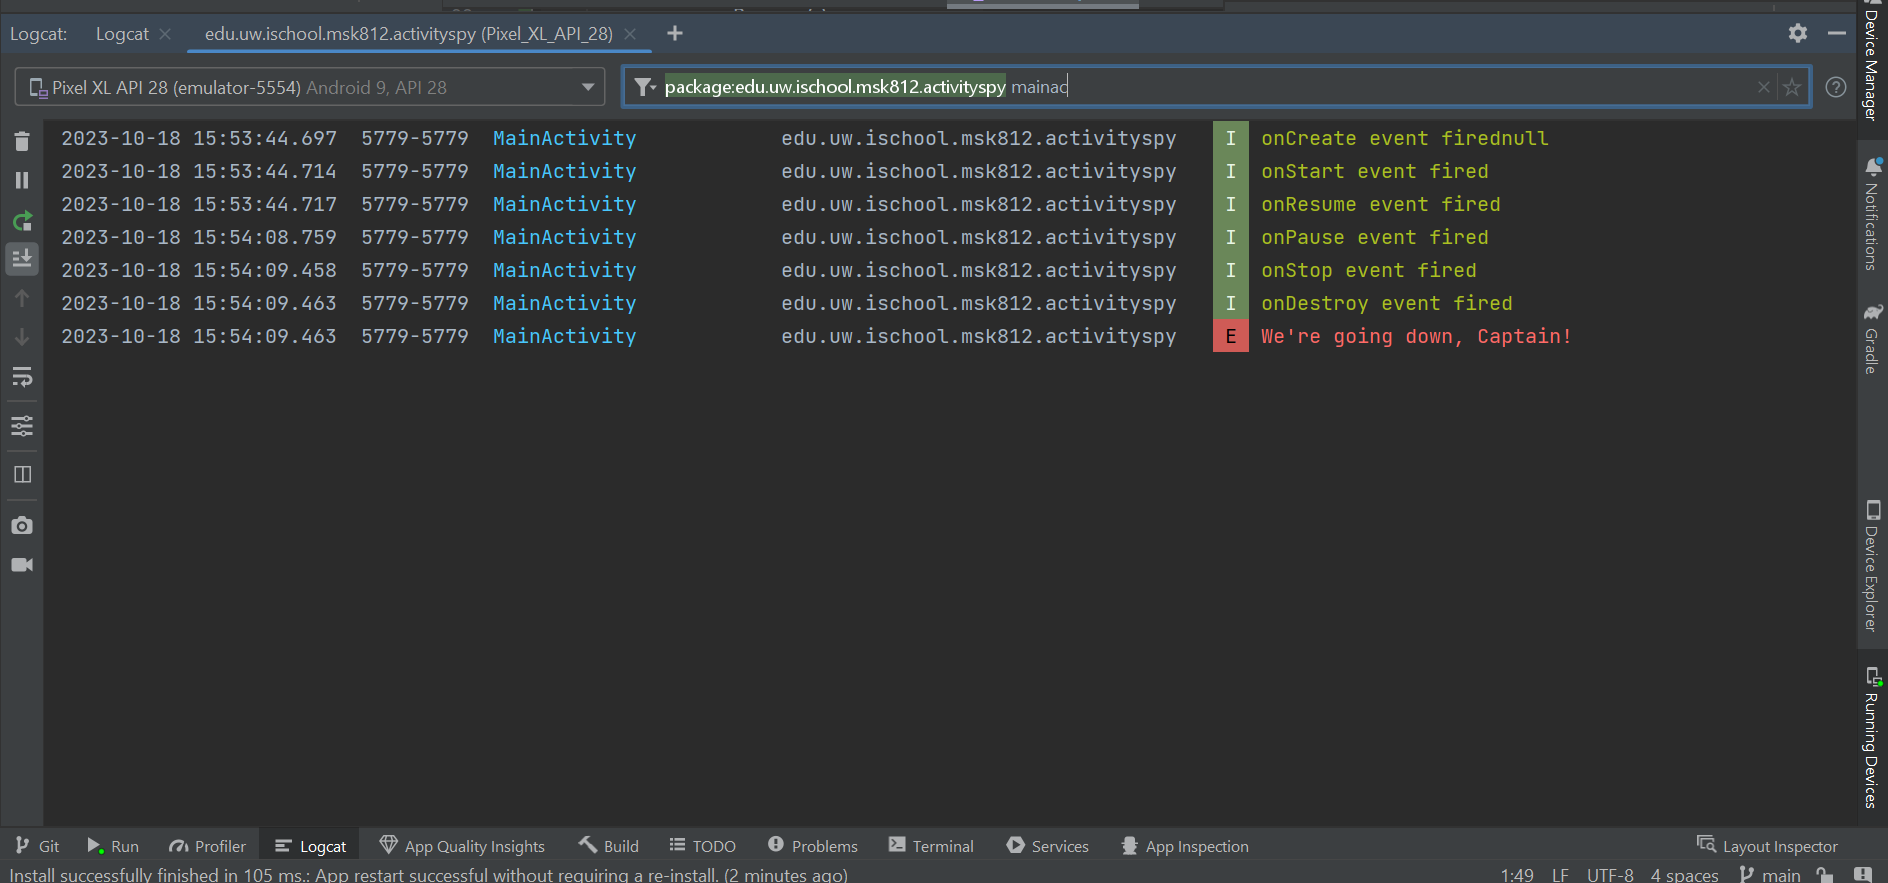 Logcat: Logcat edu.uw.ischool.msk812.activityspy (Pixel_XL_API_28)
Pixel XL API 28 (emulator-5554) Android 9, API 28 package:edu.uw.ischool.msk812.activityspy mainac
2023-10-18 15:53:44.697 5779-5779 MainActivity edu.uw.ischool.msk812.activityspy I onCreate event firednull
2023-10-18 15:53:44.714 5779-5779 MainActivity edu.uw.ischool.msk812.activityspy I onStart event fired
2023-10-18 15:53:44.717 5779-5779 MainActivity edu.uw.ischool.msk812.activityspy I onResume event fired
2023-10-18 15:54:08.759 5779-5779 MainActivity edu.uw.ischool.msk812.activityspy I onPause event fired
2023-10-18 15:54:09.458 5779-5779 MainActivity edu.uw.ischool.msk812.activityspy I onStop event fired
2023-10-18 15:54:09.463 5779-5779 MainActivity edu.uw.ischool.msk812.activityspy I onDestroy event fired
2023-10-18 15:54:09.463 5779-5779 MainActivity edu.uw.ischool.msk812.activityspy E We're going down, Captain!
Device Manager
Notifications
Gradle
Device Explorer
Running Devices
Git Run Profiler Logcat App Quality Insights Build TODO Problems Terminal Services App Inspection Layout Inspector
Install successfully finished in 105 ms.: App restart successful without requiring a re-install. (2 minutes ago) 1:49 LF UTF-8 4 spaces main